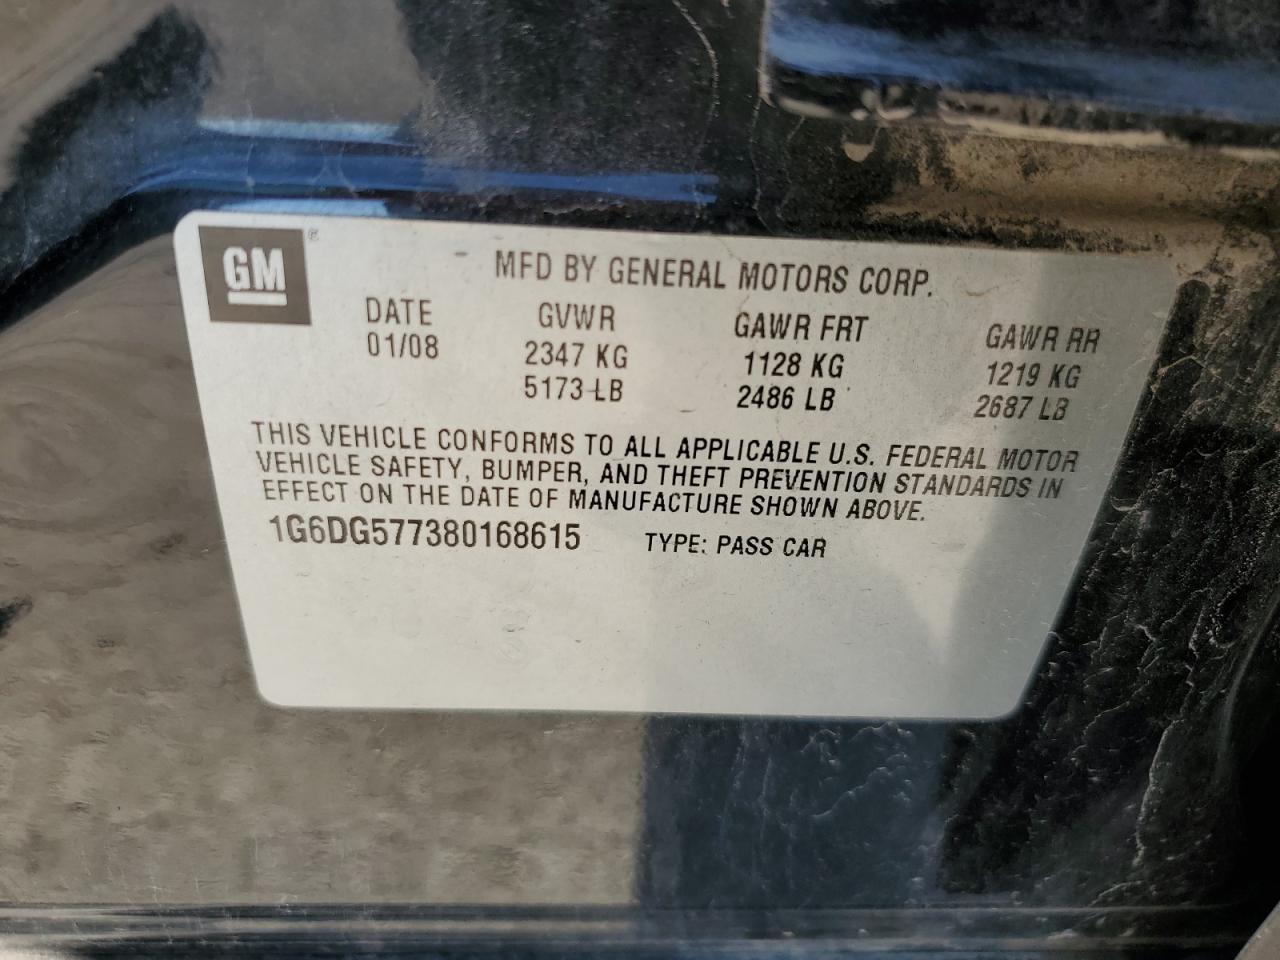 GM ®
MFD BY GENERAL MOTORS CORP.
DATE GVWR GAWR FRT GAWR RR
01/08 2347 KG 1128 KG 1219 KG
5173 LB 2486 LB 2687 LB
THIS VEHICLE CONFORMS TO ALL APPLICABLE U.S. FEDERAL MOTOR
VEHICLE SAFETY, BUMPER, AND THEFT PREVENTION STANDARDS IN
EFFECT ON THE DATE OF MANUFACTURE SHOWN ABOVE.
1G6DG577380168615 TYPE: PASS CAR